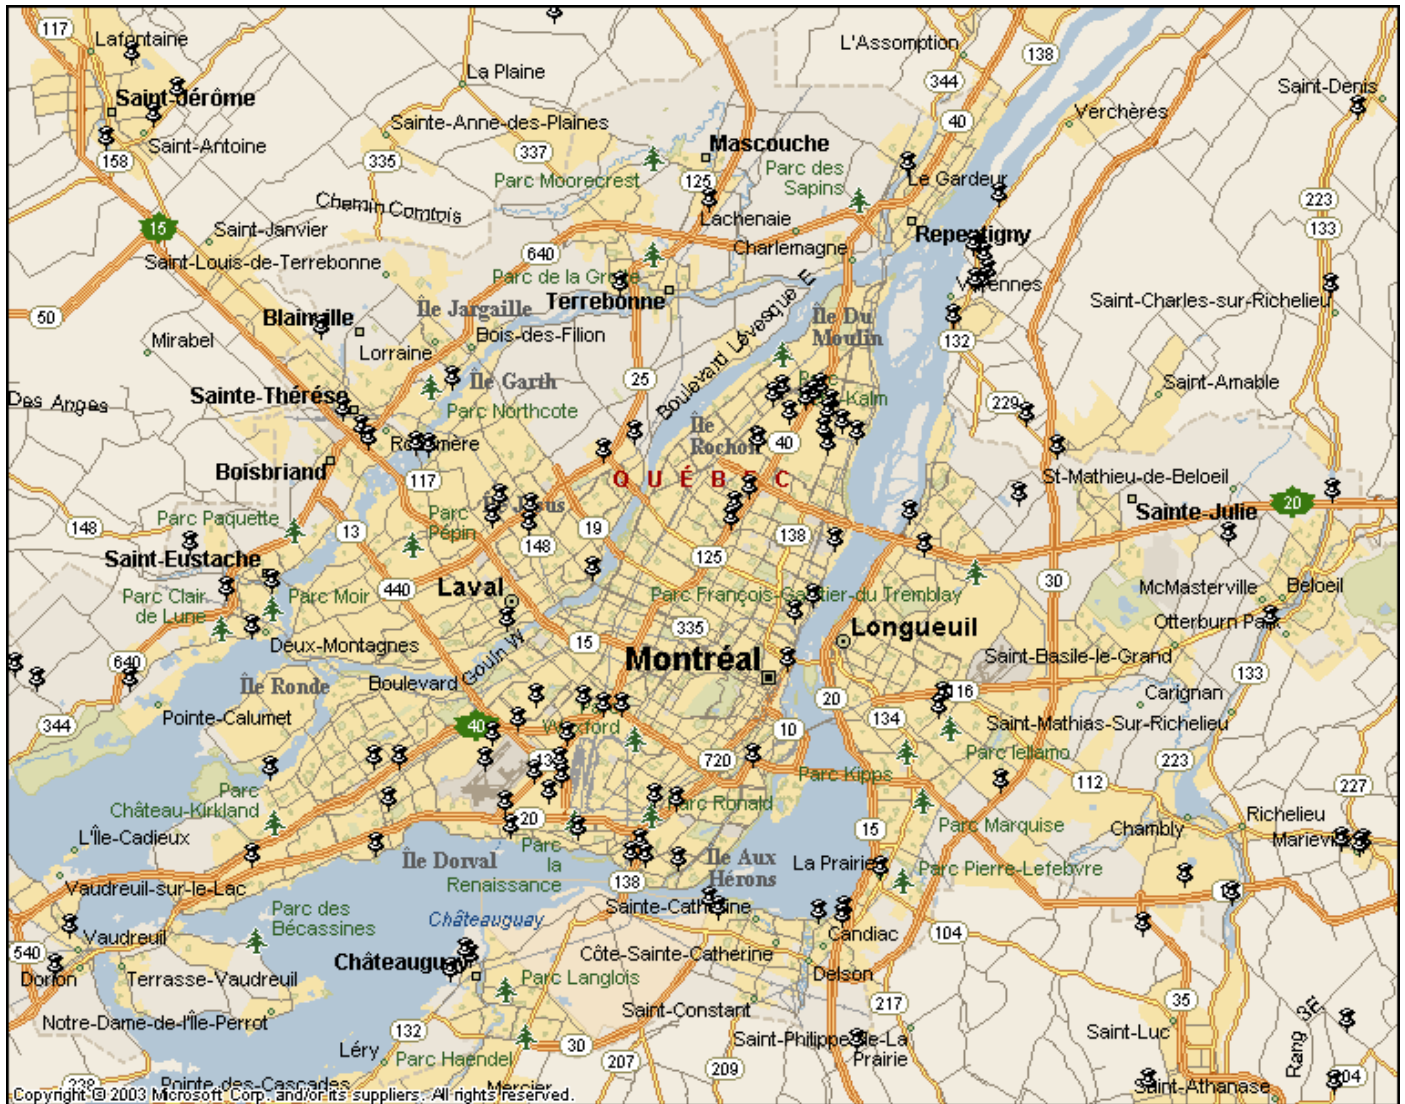 117
Lafontaine
L'Assomption
138
La Plaine
344
Saint-Denis
Saint-Jérôme
Verchères
Sainte-Anne-des-Plaines
40
Saint-Antoine
Mascouche
158
335
337
Parc Moorecrest
125
Parc des
Sapins
Le Gardeur
Chemin Comtois
Lachenaie
223
15
Saint-Janvier
Charlemagne
Repentigny
133
640
Saint-Louis-de-Terrebonne
Parc de la
Terrebonne
Varennes
Saint-Charles-sur-Richelieu
50
Blainville
Île Jargaille
Boulevard Lévesque E
Île Du
Moulin
Mirabel
Lorraine
Bois-des-Filion
132
25
Île Garth
Saint-Amable
Des Anges
Sainte-Thérèse
Parc Northcote
229
Île
Rochon
40
Boisbriand
117
QUÉBEC
St-Mathieu-de-Beloeil
148
Parc Paquette
Parc
Pépin
Sainte-Julie
20
13
19
148
138
Saint-Eustache
125
30
McMasterville
Beloeil
Parc Clair
de Lune
Parc Moir
440
Laval
Otterburn Park
335
Longueuil
Deux-Montagnes
15
640
Montréal
Saint-Basile-le-Grand
133
Boulevard Gouin W
Île Ronde
20
116
Carignan
344
Pointe-Calumet
134
Saint-Mathias-Sur-Richelieu
40
10
Parc Iellamo
720
Parc Kipps
223
112
227
Parc
Château-Kirkland
Parc Ronald
Richelieu
20
Parc Marquise
Chambly
L'Île-Cadieux
15
Île Dorval
Parc
la
Renaissance
Île Aux
Hérons
La Prairie
Parc Pierre-Lefebvre
138
Vaudreuil-sur-le-Lac
Parc des
Bécassines
Châteauguay
Sainte-Catherine
Vaudreuil
Candiac
104
540
Châteauguay
Côte-Sainte-Catherine
Dorion
Terrasse-Vaudreuil
Parc Langlois
Delson
Saint-Constant
217
35
Notre-Dame-de-l'Île-Perrot
132
Saint-Luc
Rang 3E
Saint-Philippe-de-La
Prairie
Léry
Parc Haendel
30
207
209
Pointe-des-Cascades
Mercier
Saint-Athanase
Copyright © 2003 Microsoft Corp. and/or its suppliers. All rights reserved.